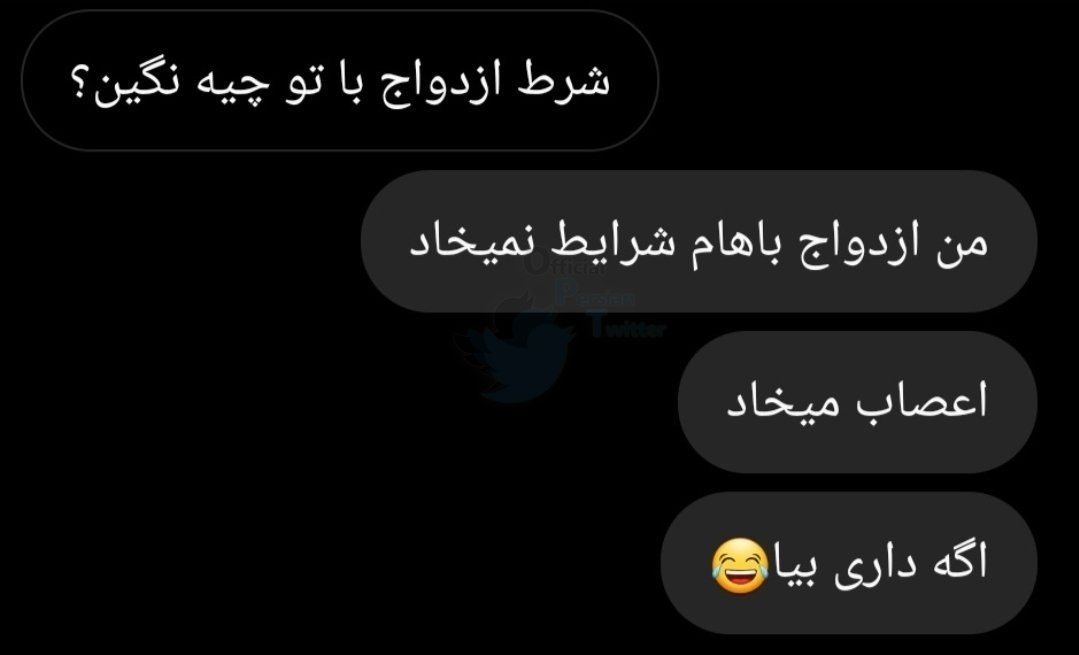 شرط ازدواج با تو چیه نگین؟
من ازدواج باهام شرایط نمیخاد
Official
Persian
Twitter
اعصاب میخاد
اگه داری بیا😂